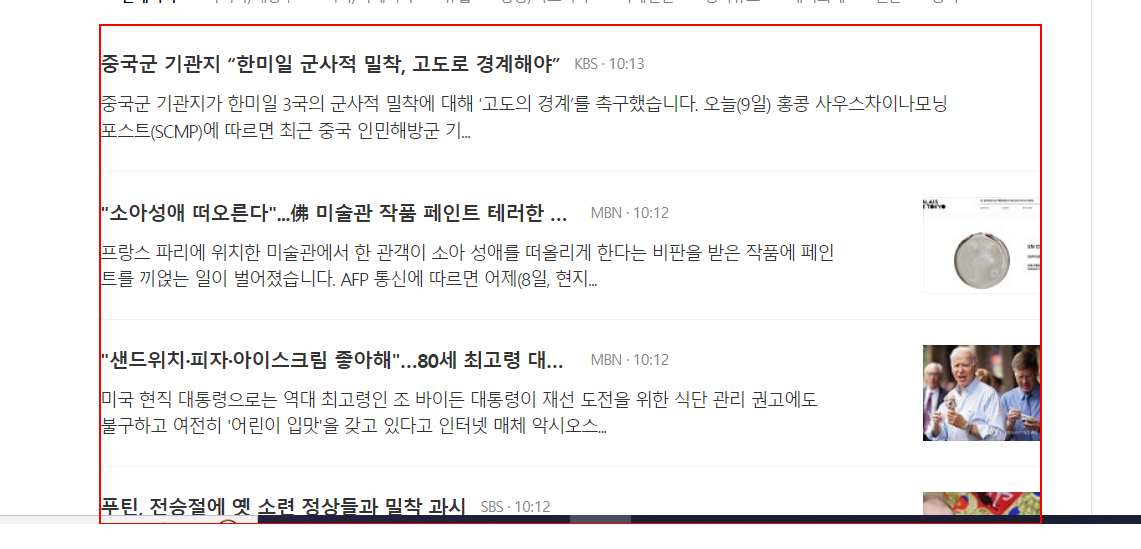 중국군 기관지 “한미일 군사적 밀착, 고도로 경계해야” KBS · 10:13
중국군 기관지가 한미일 3국의 군사적 밀착에 대해 ‘고도의 경계’를 촉구했습니다. 오늘(9일) 홍콩 사우스차이나모닝
포스트(SCMP)에 따르면 최근 중국 인민해방군 기...
"소아성애 떠오른다"...佛 미술관 작품 페인트 테러한 ... MBN · 10:12
프랑스 파리에 위치한 미술관에서 한 관객이 소아 성애를 떠올리게 한다는 비판을 받은 작품에 페인
트를 끼얹는 일이 벌어졌습니다. AFP 통신에 따르면 어제(8일, 현지...
"샌드위치·피자·아이스크림 좋아해"...80세 최고령 대... MBN · 10:12
미국 현직 대통령으로는 역대 최고령인 조 바이든 대통령이 재선 도전을 위한 식단 관리 권고에도
불구하고 여전히 '어린이 입맛'을 갖고 있다고 인터넷 매체 악시오스...
푸틴, 전승절에 옛 소련 정상들과 밀착 과시 SBS · 10:12